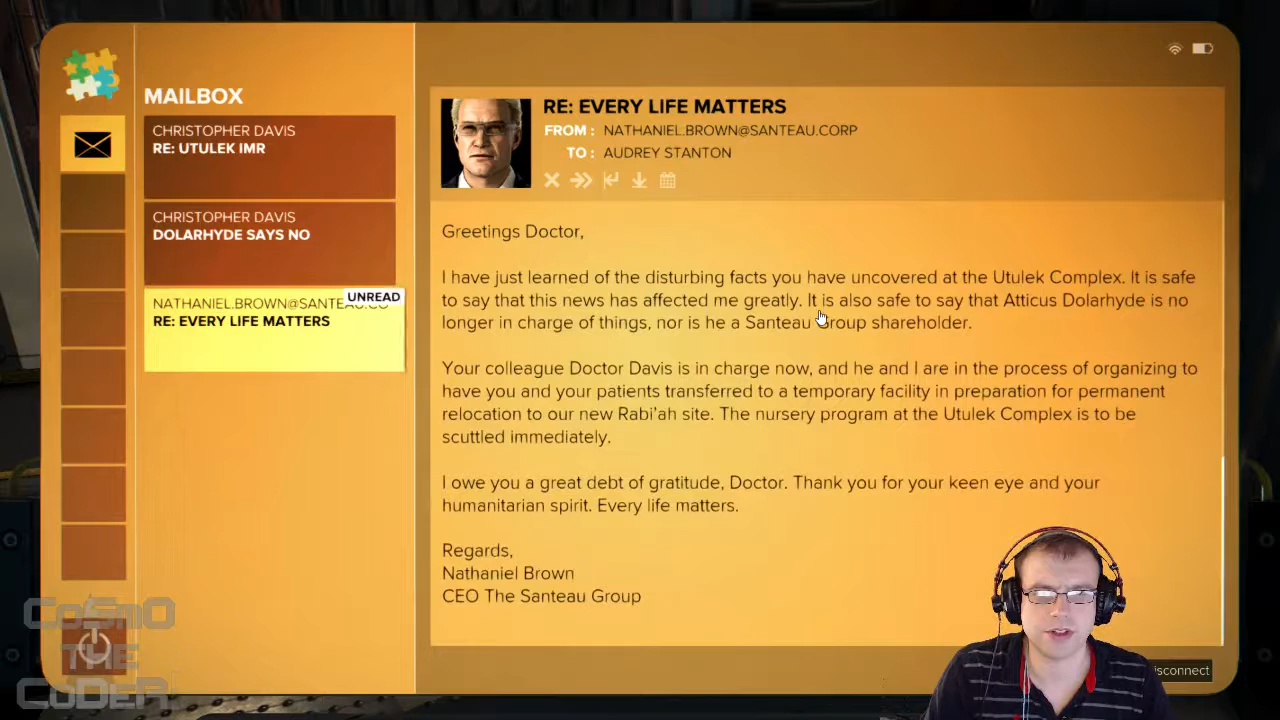 MAILBOX
CHRISTOPHER DAVIS
RE: UTULEK IMR
CHRISTOPHER DAVIS
DOLARHYDE SAYS NO
UNREAD
NATHANIEL.BROWN@SANTEAU.CO
RE: EVERY LIFE MATTERS
RE: EVERY LIFE MATTERS
FROM : NATHANIEL.BROWN@SANTEAU.CORP
TO : AUDREY STANTON
Greetings Doctor,
I have just learned of the disturbing facts you have uncovered at the Utulek Complex. It is safe
to say that this news has affected me greatly. It is also safe to say that Atticus Dolarhyde is no
longer in charge of things, nor is he a Santeau Group shareholder.
Your colleague Doctor Davis is in charge now, and he and I are in the process of organizing to
have you and your patients transferred to a temporary facility in preparation for permanent
relocation to our new Rabi'ah site. The nursery program at the Utulek Complex is to be
scuttled immediately.
I owe you a great debt of gratitude, Doctor. Thank you for your keen eye and your
humanitarian spirit. Every life matters.
Regards,
Nathaniel Brown
CEO The Santeau Group
isconnect
CoSmO
THE
CoDeR